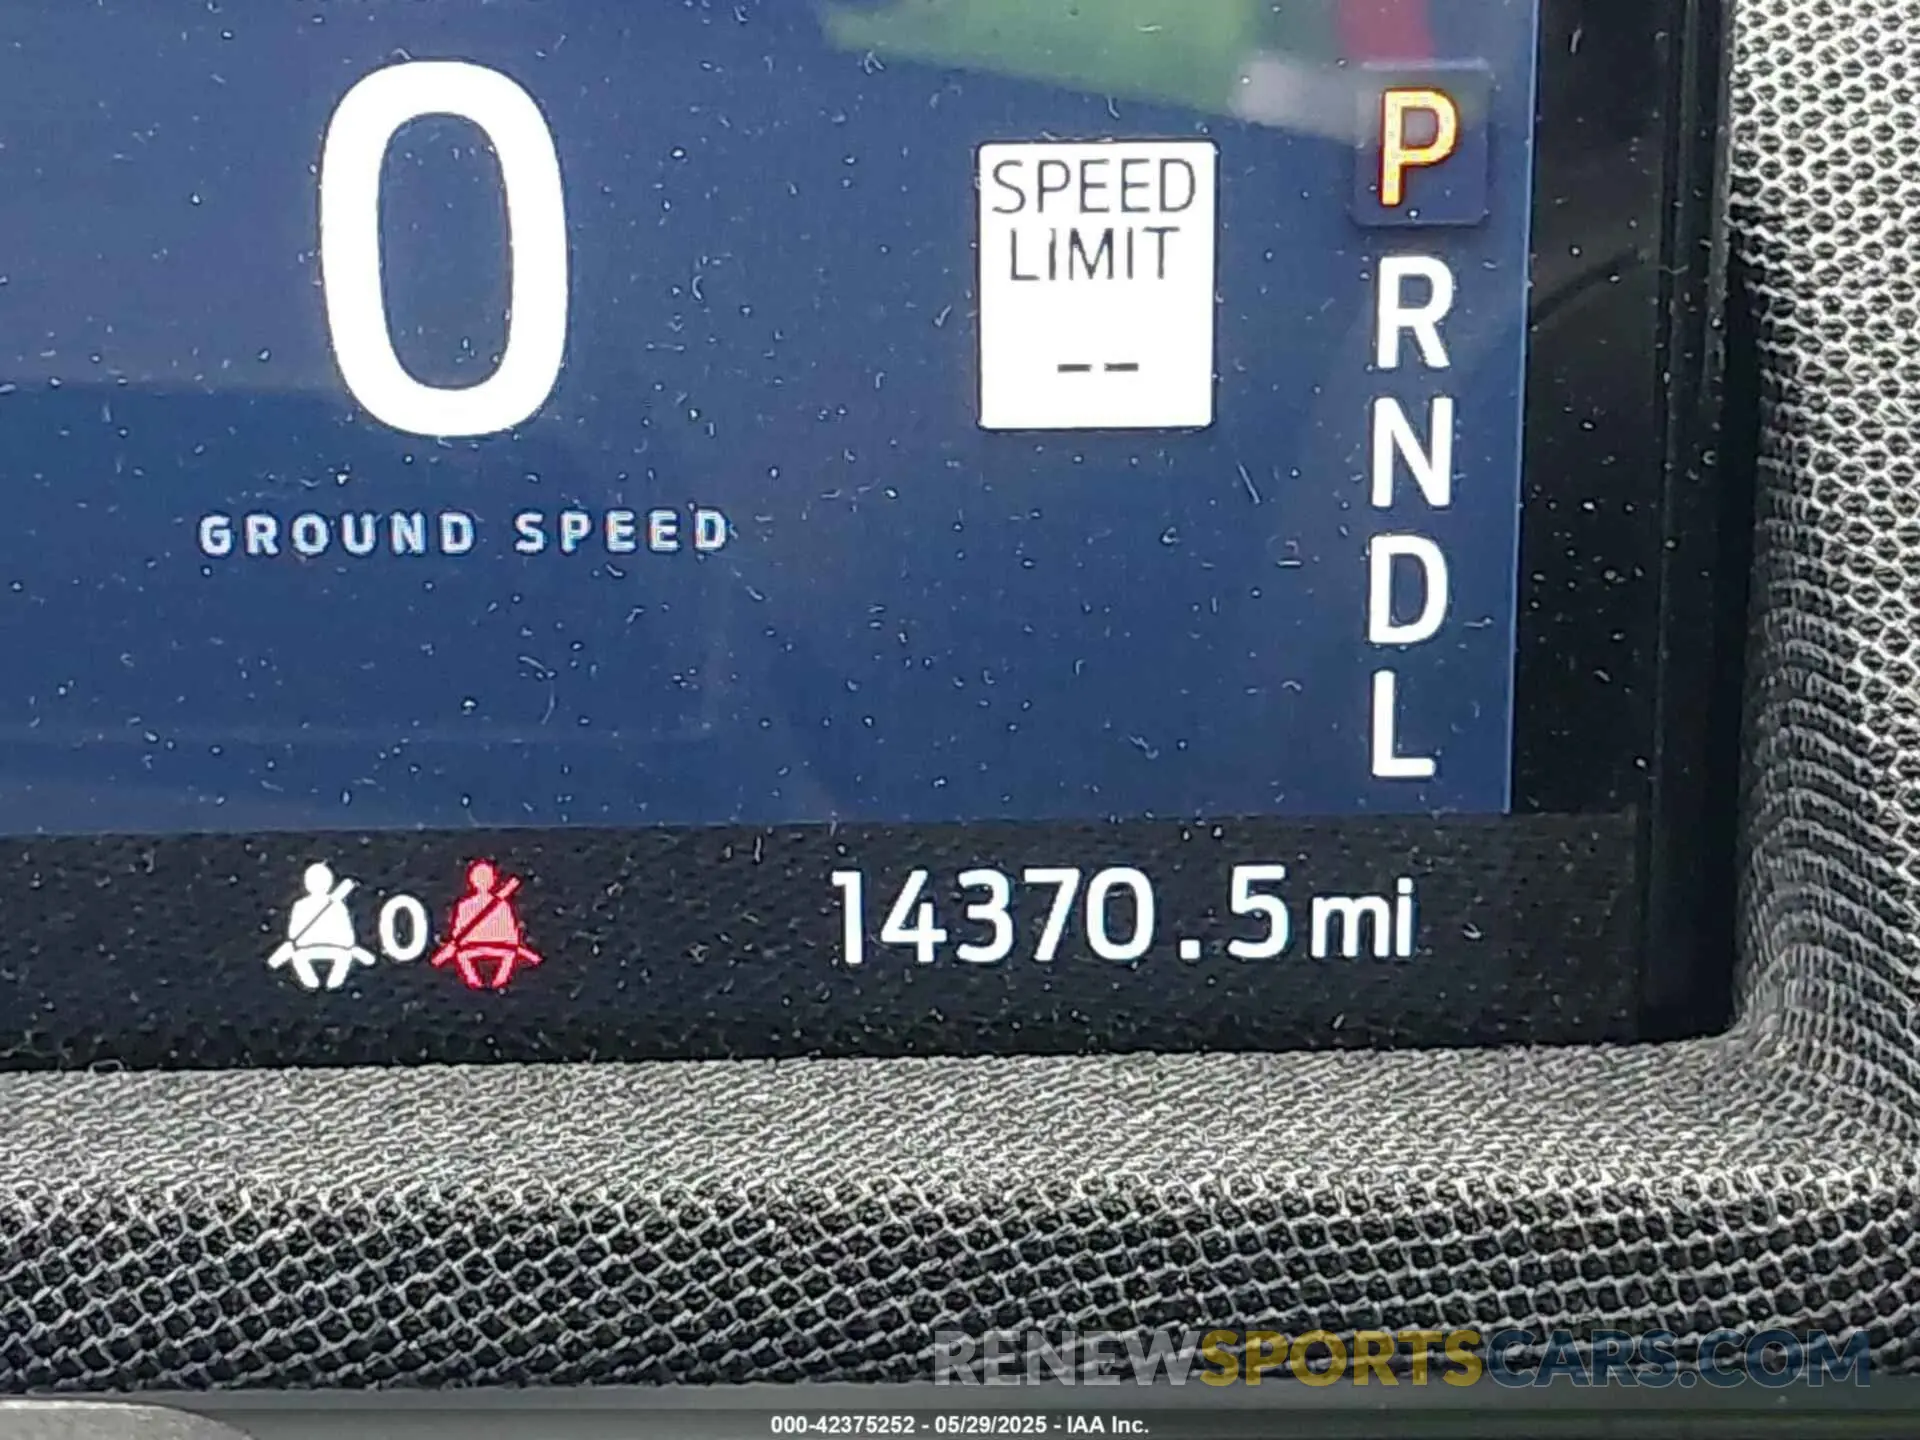 0
GROUND SPEED
SPEED
LIMIT
--
P
R
N
D
L
0
14370.5mi
RENEWSPORTSCARS.COM
000-42375252 - 05/29/2025 - IAA Inc.